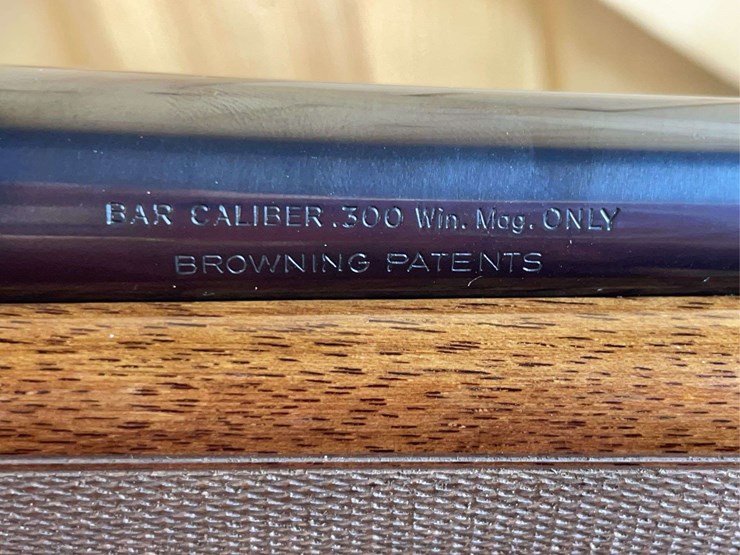 BAR CALIBER .300 Win. Mag. ONLY
BROWNING PATENTS